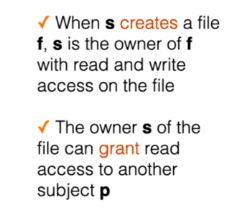 ✓ When s creates a file
f, s is the owner of f
with read and write
access on the file
✓ The owner s of the
file can grant read
access to another
subject p